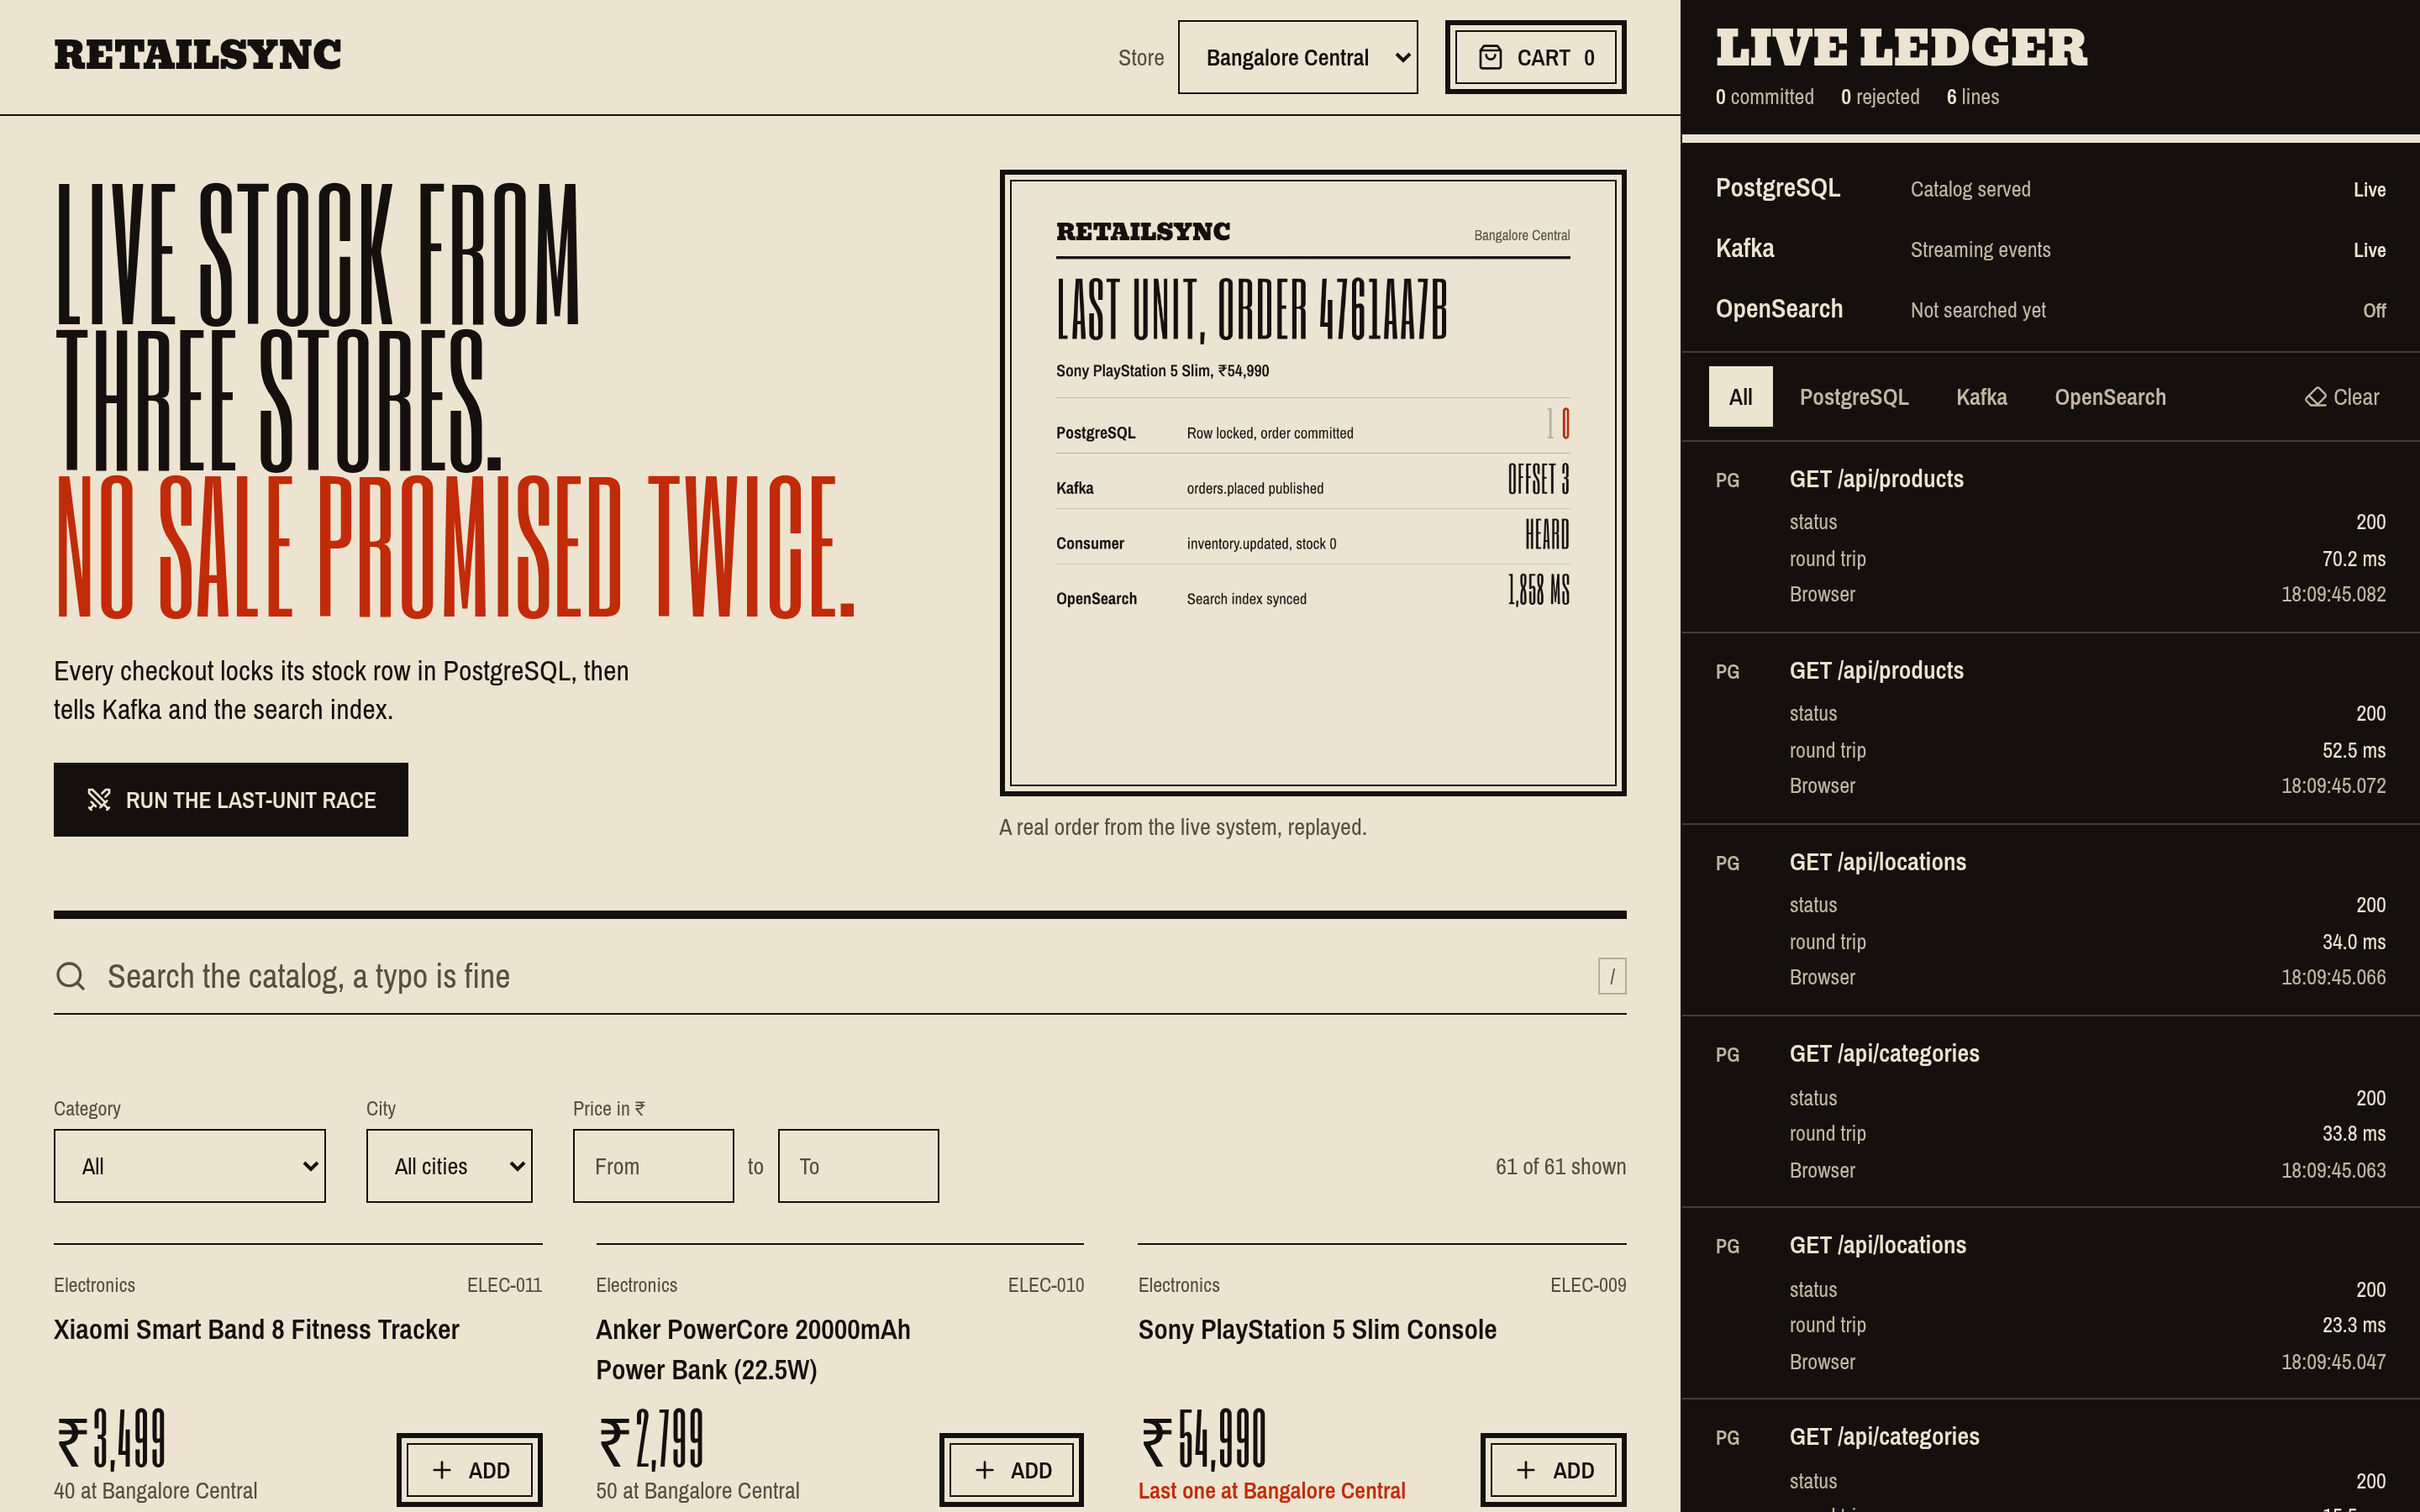 RETAILSYNC
Store
Bangalore Central
CART 0
LIVE STOCK FROM
THREE STORES.
NO SALE PROMISED TWICE.
Every checkout locks its stock row in PostgreSQL, then
tells Kafka and the search index.
RUN THE LAST-UNIT RACE
RETAILSYNC
Bangalore Central
LAST UNIT, ORDER 4761AA7B
Sony PlayStation 5 Slim, ₹54,990
PostgreSQL Row locked, order committed 1 0
Kafka orders.placed published OFFSET 3
Consumer inventory.updated, stock 0 HEARD
OpenSearch Search index synced 1,858 MS
A real order from the live system, replayed.
Search the catalog, a typo is fine
/
Category
All
City
All cities
Price in ₹
From
to
To
61 of 61 shown
Electronics ELEC-011
Xiaomi Smart Band 8 Fitness Tracker
₹3,499
40 at Bangalore Central
+ ADD
Electronics ELEC-010
Anker PowerCore 20000mAh
Power Bank (22.5W)
₹2,799
50 at Bangalore Central
+ ADD
Electronics ELEC-009
Sony PlayStation 5 Slim Console
₹54,990
Last one at Bangalore Central
+ ADD
LIVE LEDGER
0 committed 0 rejected 6 lines
PostgreSQL Catalog served Live
Kafka Streaming events Live
OpenSearch Not searched yet Off
All PostgreSQL Kafka OpenSearch Clear
PG GET /api/products
status 200
round trip 70.2 ms
Browser 18:09:45.082
PG GET /api/products
status 200
round trip 52.5 ms
Browser 18:09:45.072
PG GET /api/locations
status 200
round trip 34.0 ms
Browser 18:09:45.066
PG GET /api/categories
status 200
round trip 33.8 ms
Browser 18:09:45.063
PG GET /api/locations
status 200
round trip 23.3 ms
Browser 18:09:45.047
PG GET /api/categories
status 200